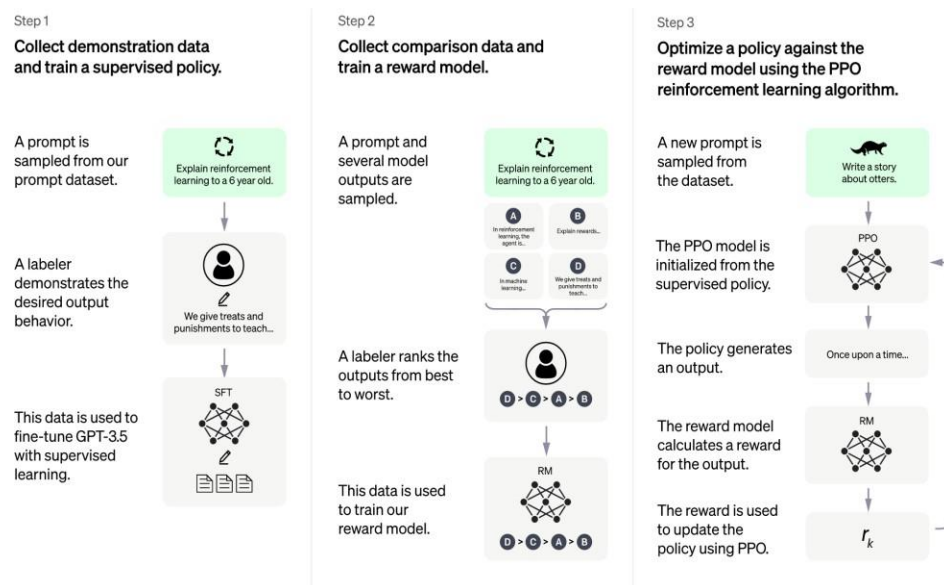 Step 1
Collect demonstration data
and train a supervised policy.
A prompt is
sampled from our
prompt dataset.
Explain reinforcement
learning to a 6 year old.
A labeler
demonstrates the
desired output
behavior.
We give treats and
punishments to teach...
This data is used to
fine-tune GPT-3.5
with supervised
learning.
SFT
Step 2
Collect comparison data and
train a reward model.
A prompt and
several model
outputs are
sampled.
Explain reinforcement
learning to a 6 year old.
A
In reinforcement
learning, the
agent is...
B
Explain rewards...
C
In machine
learning...
D
We give treats and
punishments to
teach...
A labeler ranks the
outputs from best
to worst.
D > C > A > B
This data is used
to train our
reward model.
RM
D > C > A > B
Step 3
Optimize a policy against the
reward model using the PPO
reinforcement learning algorithm.
A new prompt is
sampled from
the dataset.
Write a story
about otters.
The PPO model is
initialized from the
supervised policy.
PPO
The policy generates
an output.
Once upon a time...
The reward model
calculates a reward
for the output.
RM
The reward is used
to update the
policy using PPO.
rk